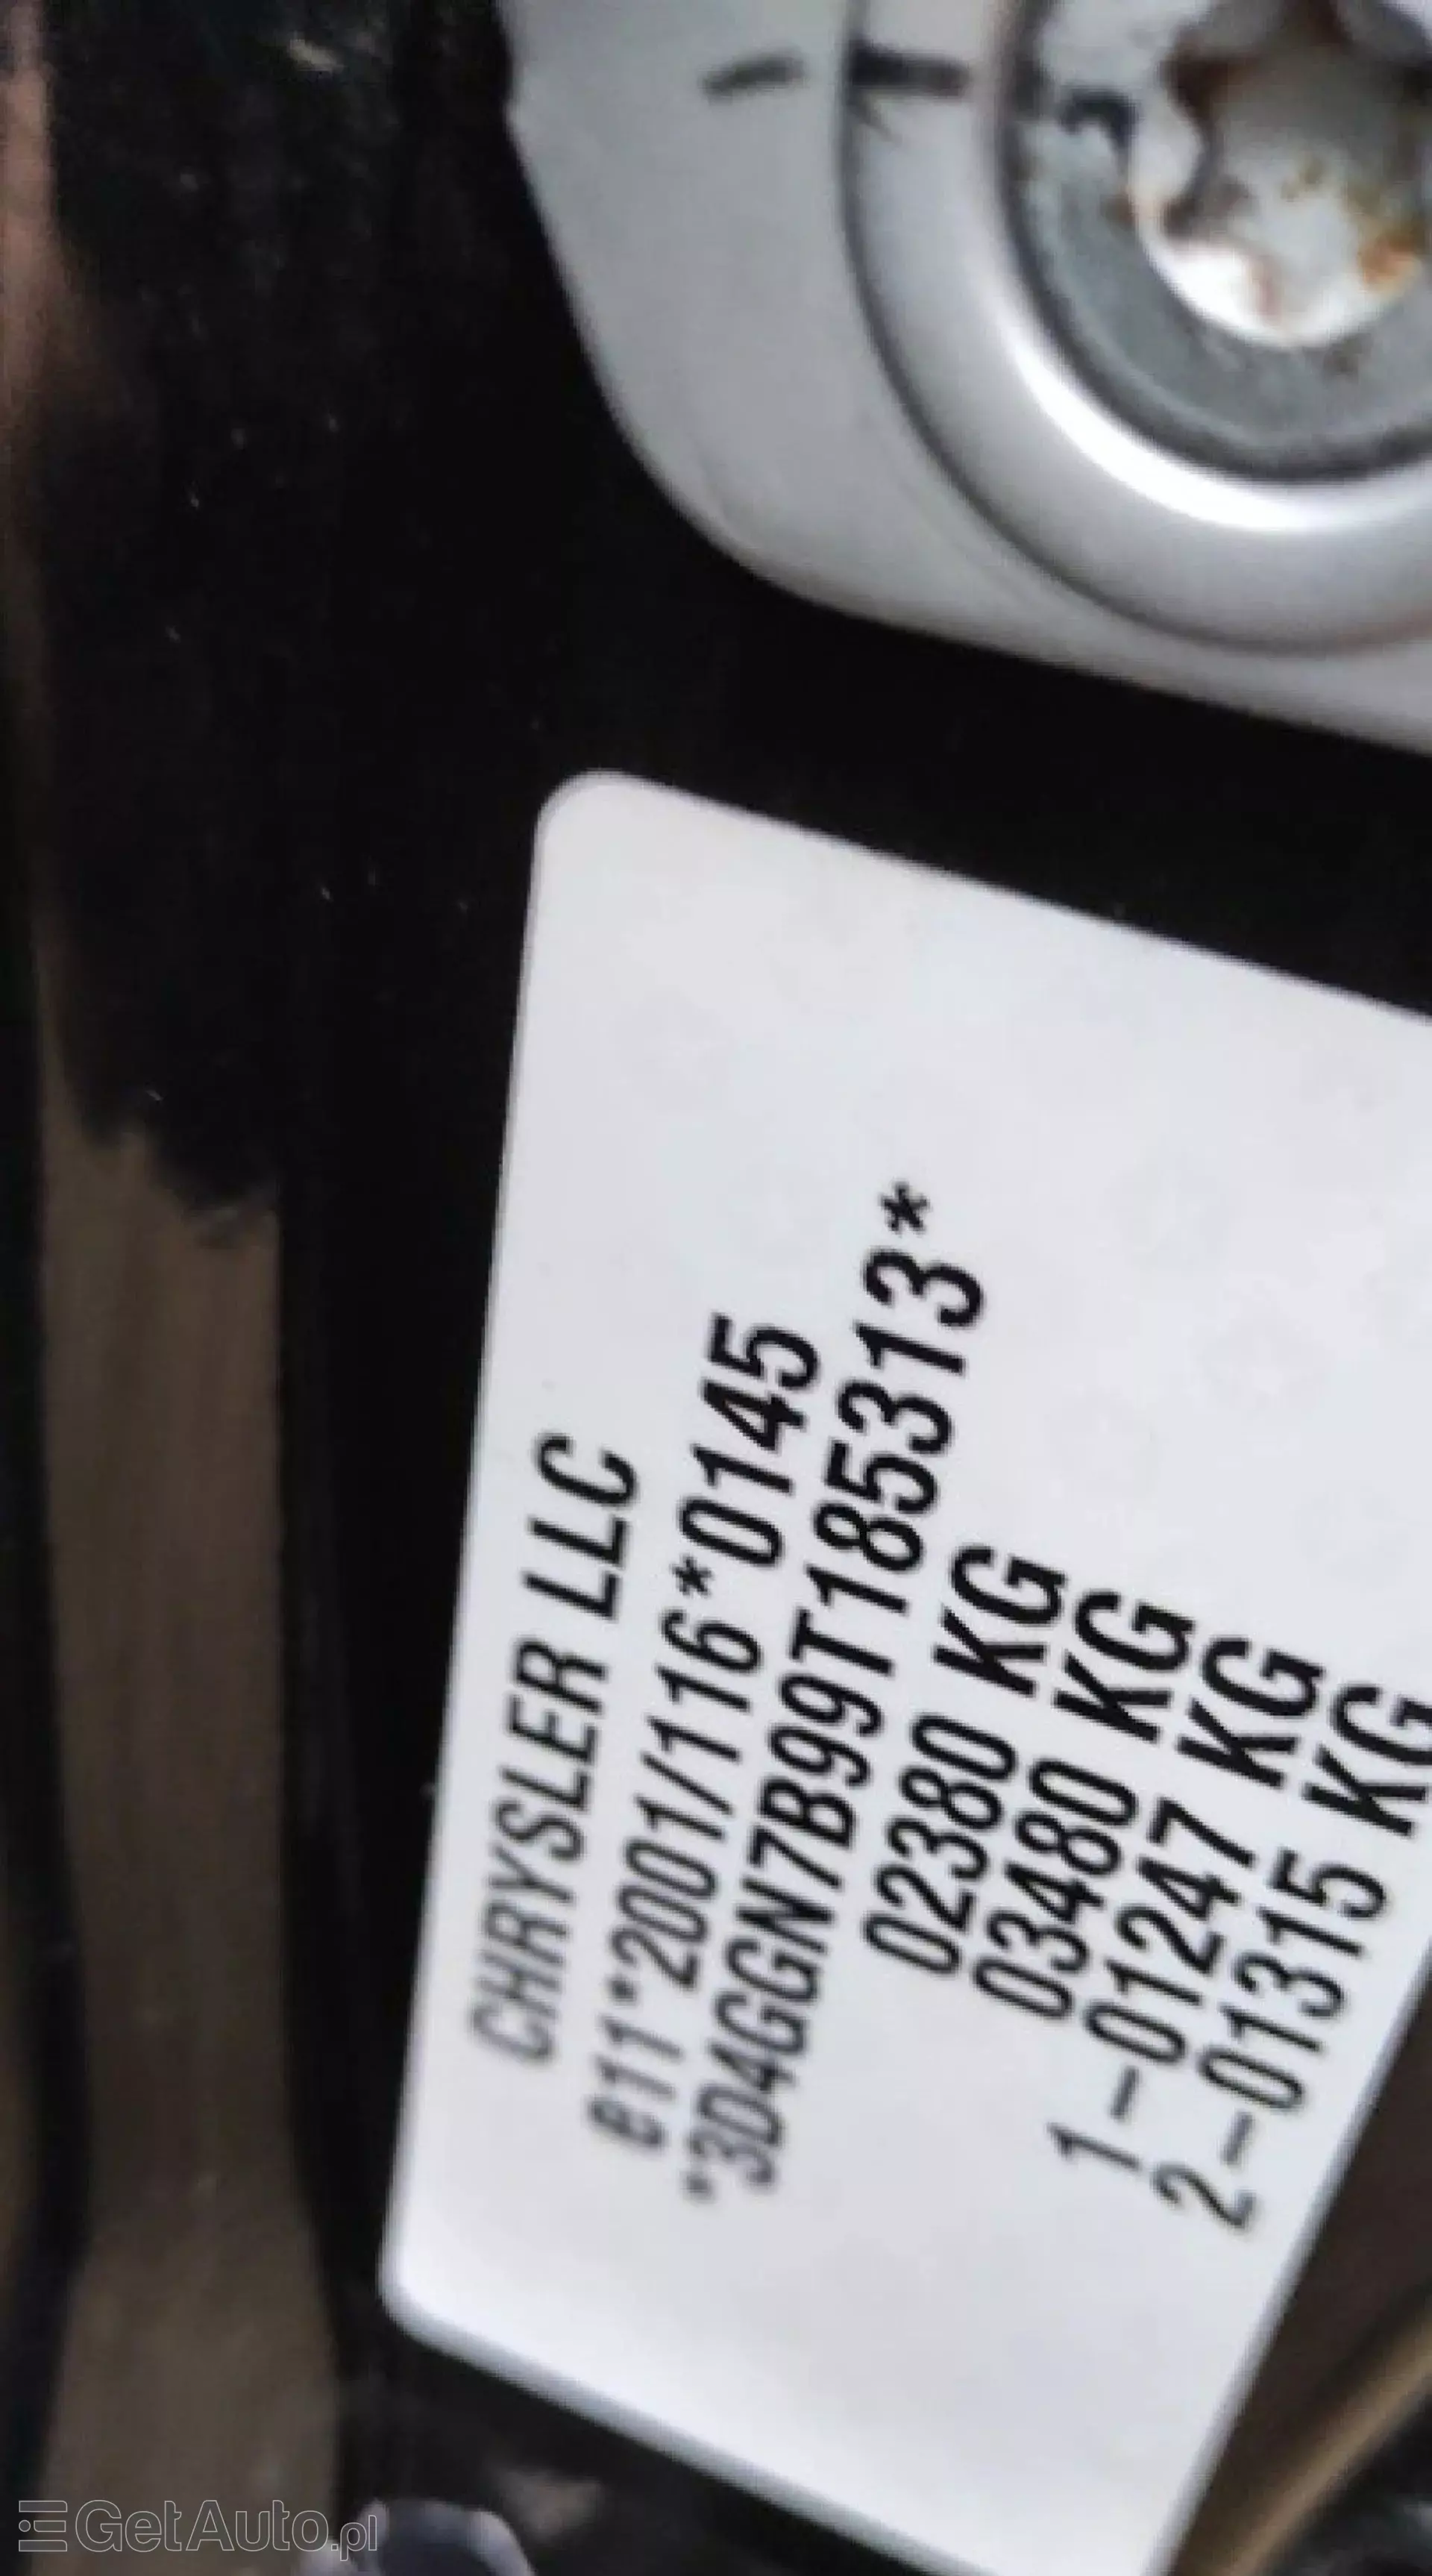 CHRYSLER LLC
e11*2001/116*0145
*3D4GGN7B99T185313*
02380 KG
03480 KG
1-01247 KG
2-01315 KG
GetAuto.pl